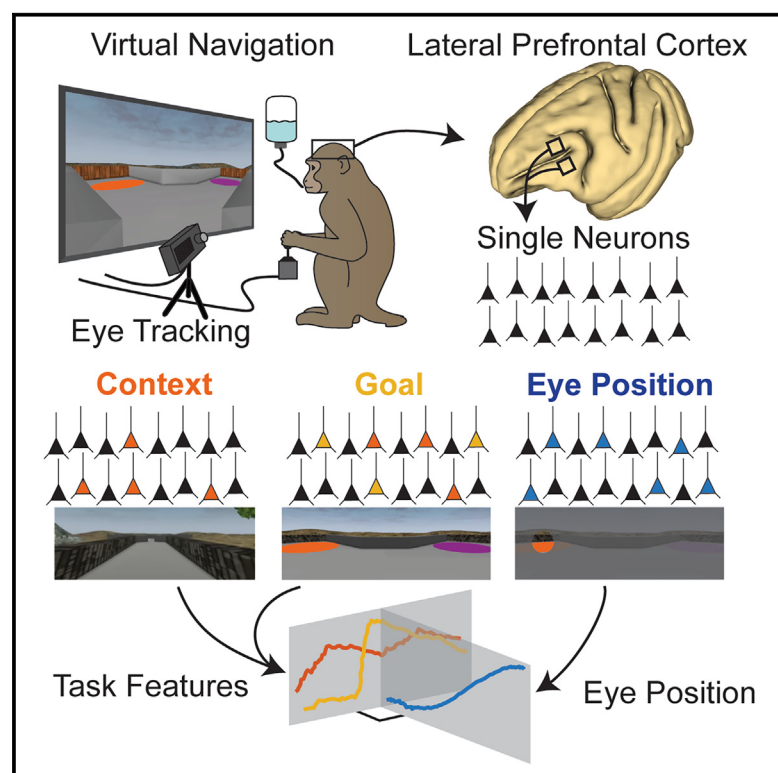 Virtual Navigation
Lateral Prefrontal Cortex
Single Neurons
Eye Tracking
Context
Goal
Eye Position
Task Features
Eye Position